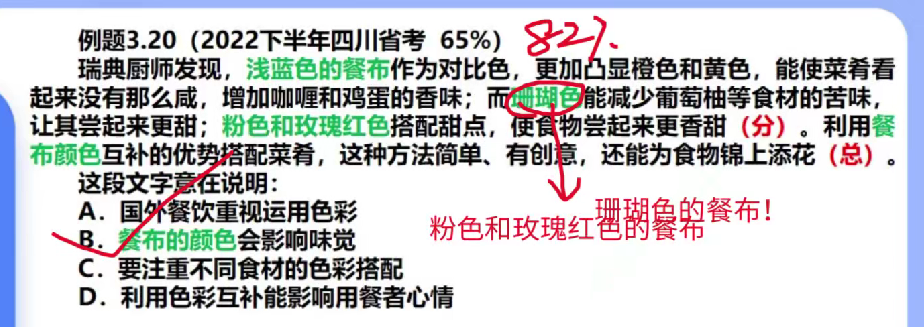 例题3.20（2022下半年四川省考 65%） 82%.
瑞典厨师发现，浅蓝色的餐布作为对比色，更加凸显橙色和黄色，能使菜肴看
起来没有那么咸，增加咖喱和鸡蛋的香味；而珊瑚色能减少葡萄柚等食材的苦味，
让其尝起来更甜；粉色和玫瑰红色搭配甜点，使食物尝起来更香甜（分）。利用餐
布颜色互补的优势搭配菜肴，这种方法简单、有创意，还能为食物锦上添花（总）。
这段文字意在说明：
A．国外餐饮重视运用色彩
珊瑚色的餐布！
粉色和玫瑰红色的餐布
B．餐布的颜色会影响味觉
C．要注重不同食材的色彩搭配
D．利用色彩互补能影响用餐者心情